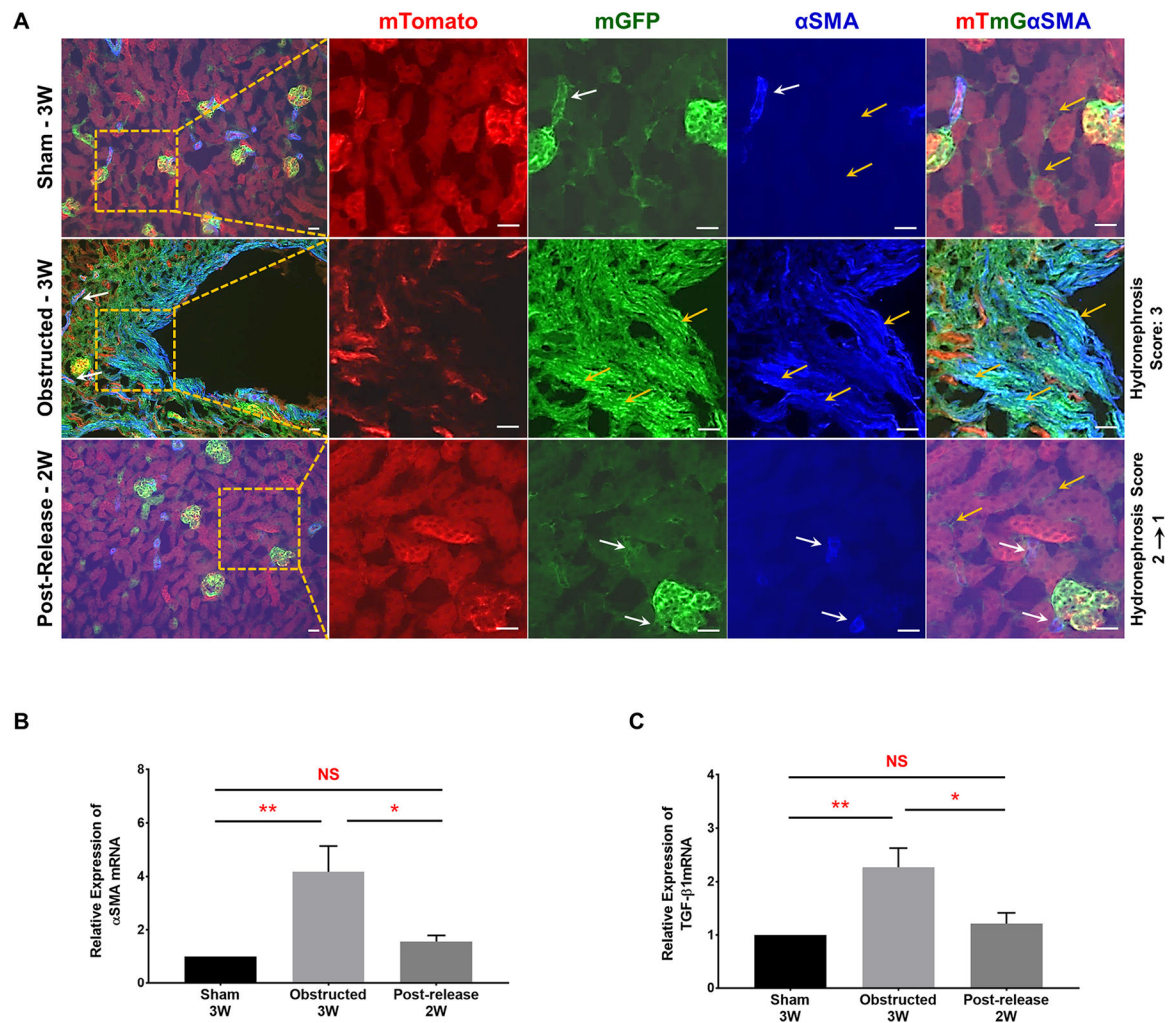 A
mTomato
mGFP
αSMA
mTmGαSMA
Sham - 3W
Obstructed - 3W
Hydronephrosis
Score: 3
Post-Release - 2W
Hydronephrosis Score
2 → 1
B
Relative Expression of
αSMA mRNA
8
6
4
2
0
NS
**
*
Sham
3W
Obstructed
3W
Post-release
2W
C
Relative Expression of
TGF-β1mRNA
4
3
2
1
0
NS
**
*
Sham
3W
Obstructed
3W
Post-release
2W